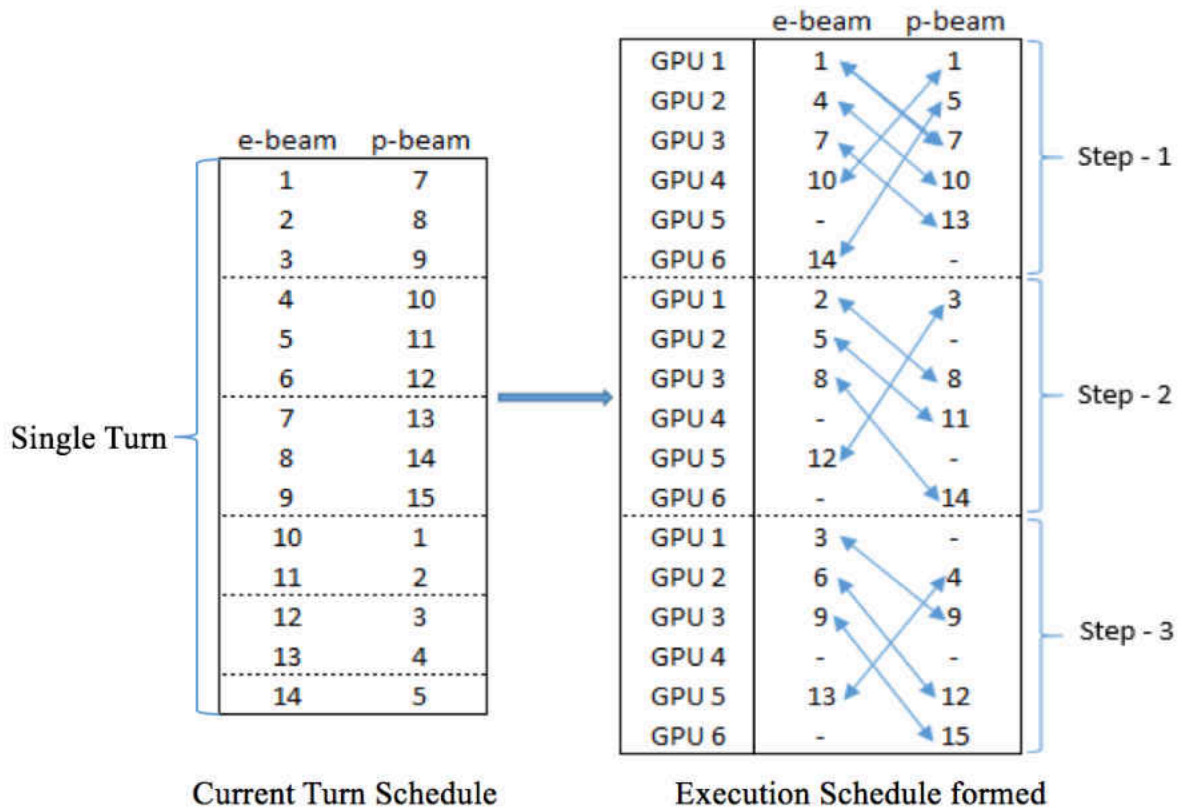 e-beam p-beam
1 7
2 8
3 9
4 10
5 11
6 12
7 13
8 14
9 15
10 1
11 2
12 3
13 4
14 5
Single Turn
Current Turn Schedule
e-beam p-beam
GPU 1 1 1
GPU 2 4 5
GPU 3 7 7
GPU 4 10 10
GPU 5 - 13
GPU 6 14 -
Step - 1
GPU 1 2 3
GPU 2 5 -
GPU 3 8 8
GPU 4 - 11
GPU 5 12 -
GPU 6 - 14
Step - 2
GPU 1 3 -
GPU 2 6 4
GPU 3 9 9
GPU 4 - -
GPU 5 13 12
GPU 6 - 15
Step - 3
Execution Schedule formed